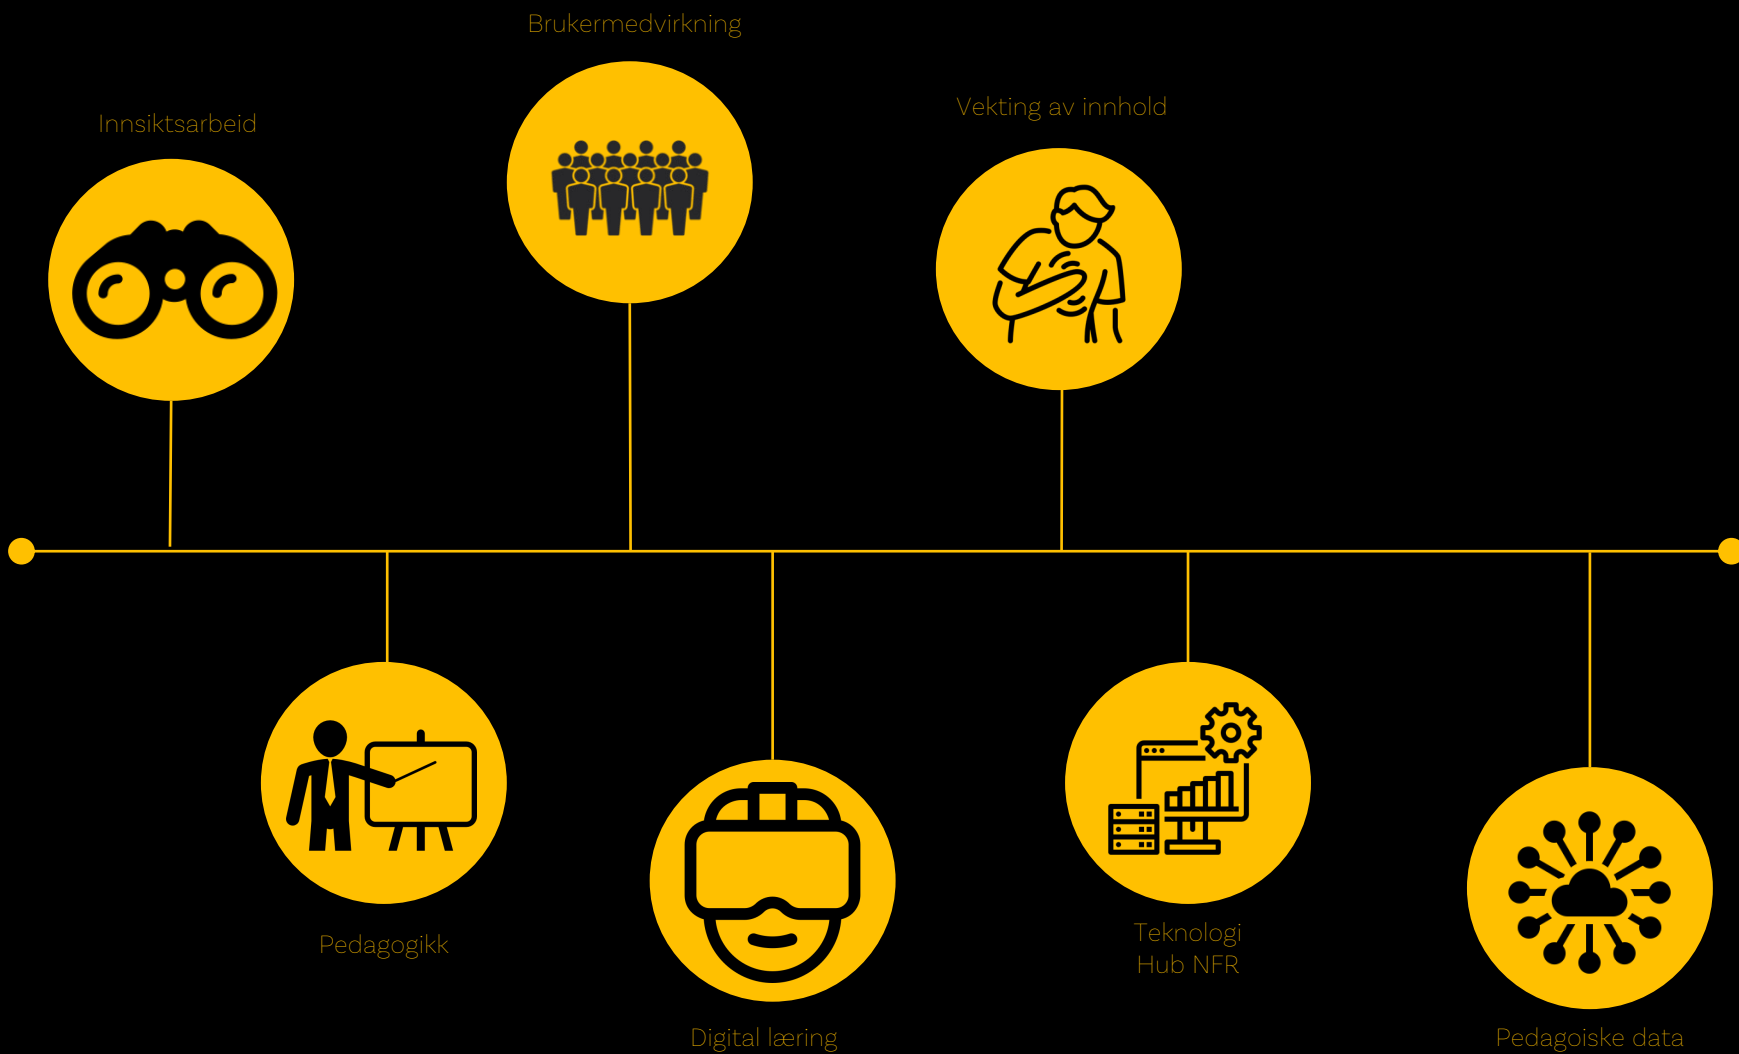 Brukermedvirkning
Innsiktsarbeid
Vekting av innhold
Pedagogikk
Teknologi
Hub NFR
Digital læring
Pedagoiske data